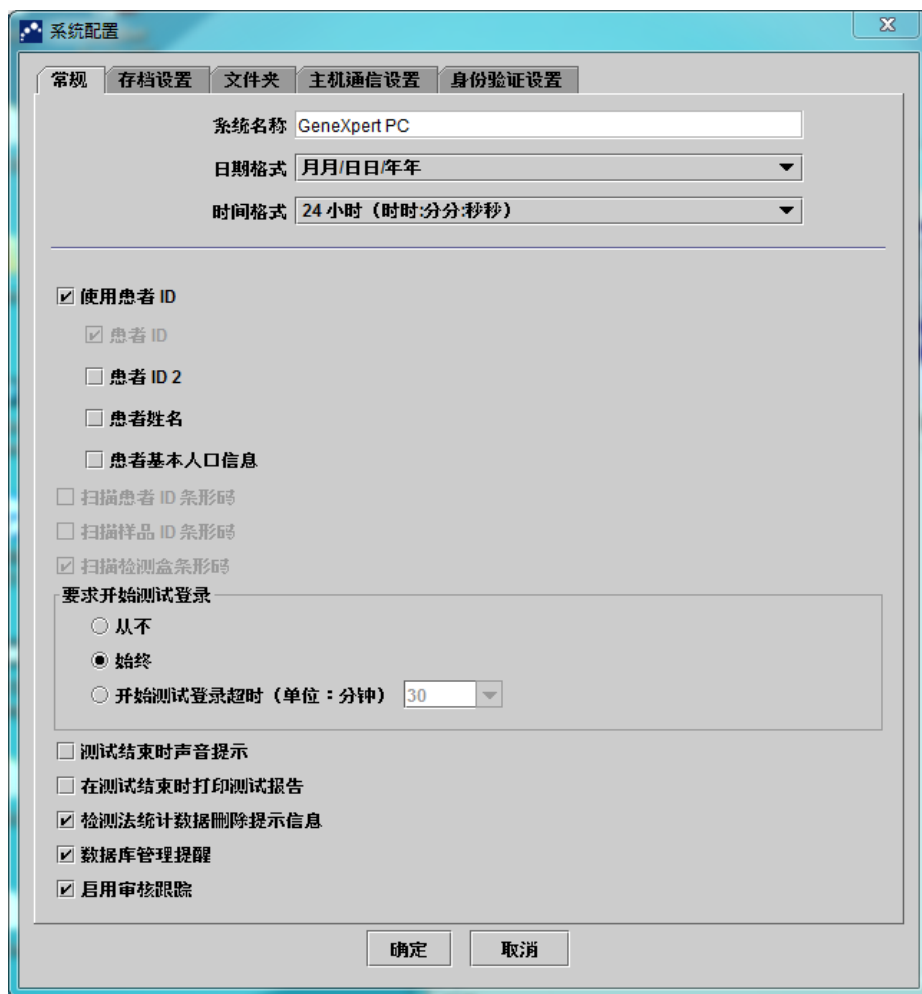 系统配置
常规 存档设置 文件夹 主机通信设置 身份验证设置
系统名称 GeneXpert PC
日期格式 月月/日日/年年
时间格式 24 小时（时时:分分:秒秒）
使用患者 ID
患者 ID
患者 ID 2
患者姓名
患者基本人口信息
扫描患者 ID 条形码
扫描样品 ID 条形码
扫描检测盒条形码
要求开始测试登录
从不
始终
开始测试登录超时（单位：分钟） 30
测试结束时声音提示
在测试结束时打印测试报告
检测法统计数据删除提示信息
数据库管理提醒
启用审核跟踪
确定 取消